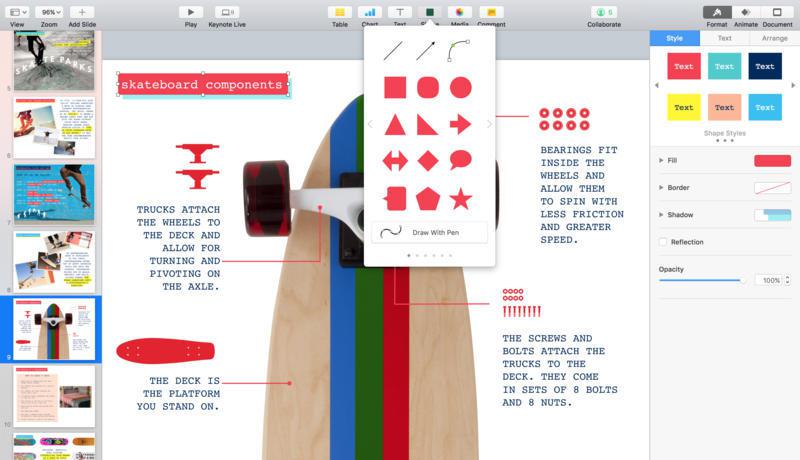 View
96%
Zoom
Add Slide
Play
Keynote Live
Table
Chart
Text
Shape
Media
Comment
5
Collaborate
Format
Animate
Document
Style
Text
Arrange
Text
Text
Text
Text
Text
Text
Shape Styles
Fill
Border
Shadow
Reflection
Opacity
100%
Draw With Pen
skateboard components
TRUCKS ATTACH
THE WHEELS TO
THE DECK AND
ALLOW FOR
TURNING AND
PIVOTING ON
THE AXLE.
THE DECK IS
THE PLATFORM
YOU STAND ON.
BEARINGS FIT
INSIDE THE
WHEELS AND
ALLOW THEM
TO SPIN WITH
LESS FRICTION
AND GREATER
SPEED.
THE SCREWS AND
BOLTS ATTACH THE
TRUCKS TO THE
DECK. THEY COME
IN SETS OF 8 BOLTS
AND 8 NUTS.
SKATE PARKS
5
6
7
8
9
10